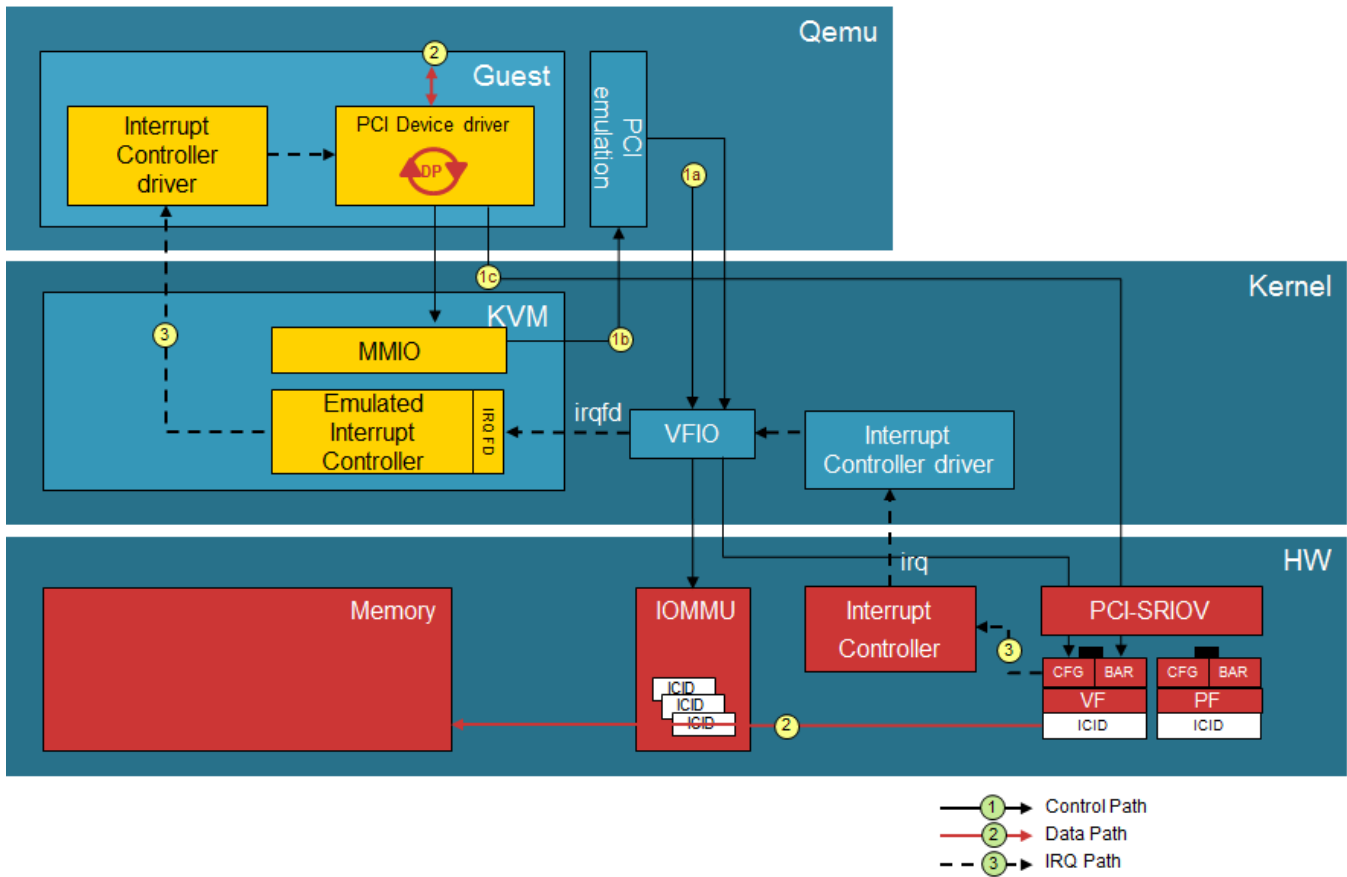 Qemu
2
Guest
Interrupt
Controller
driver
PCI Device driver
DP
PCI
emulation
1a
1c
Kernel
KVM
3
MMIO
1b
Emulated
Interrupt
Controller
IRQ FD
irqfd
VFIO
Interrupt
Controller driver
HW
irq
Memory
IOMMU
Interrupt
Controller
PCI-SRIOV
3
CFG
BAR
CFG
BAR
VF
PF
ICID
ICID
ICID
ICID
ICID
2
1
Control Path
2
Data Path
3
IRQ Path